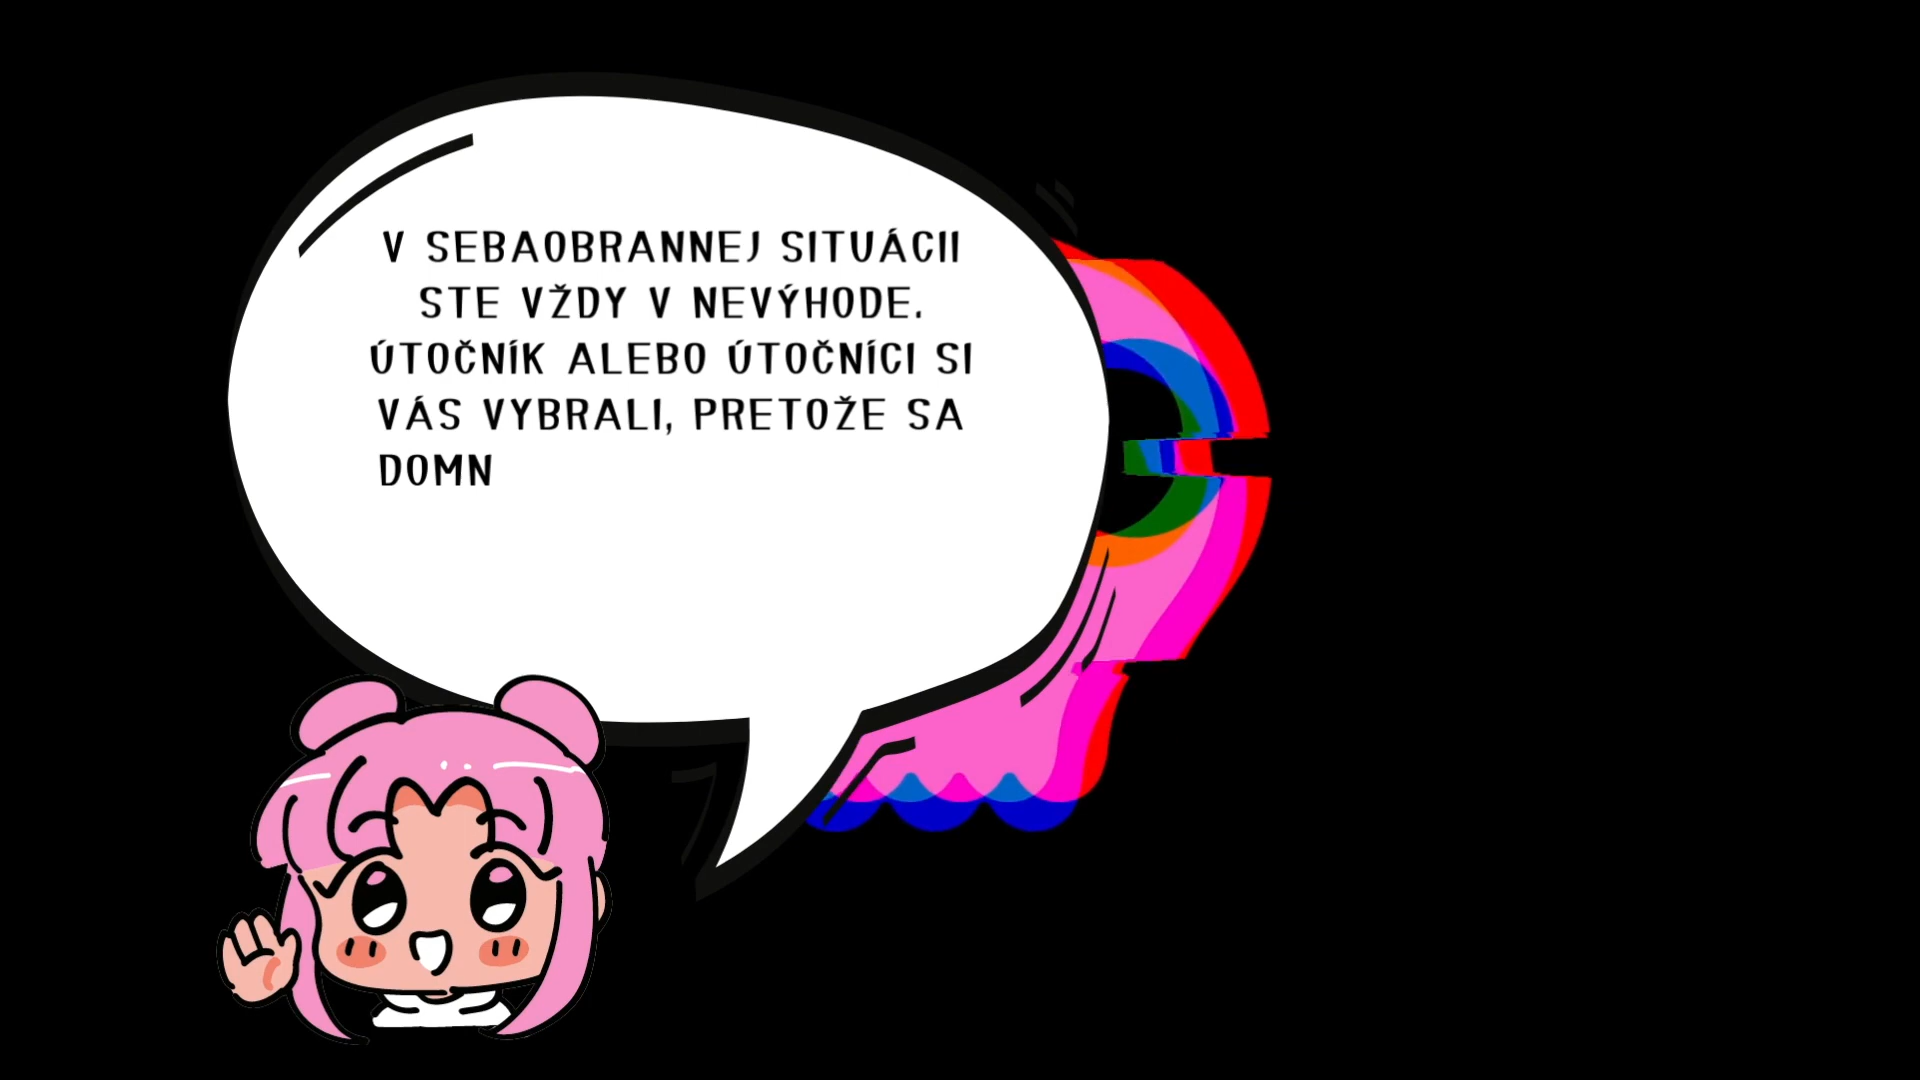 V SEBAOBRANNEJ SITUÁCII
STE VŽDY V NEVÝHODE.
ÚTOČNÍK ALEBO ÚTOČNÍCI SI
VÁS VYBRALI, PRETOŽE SA
DOMN